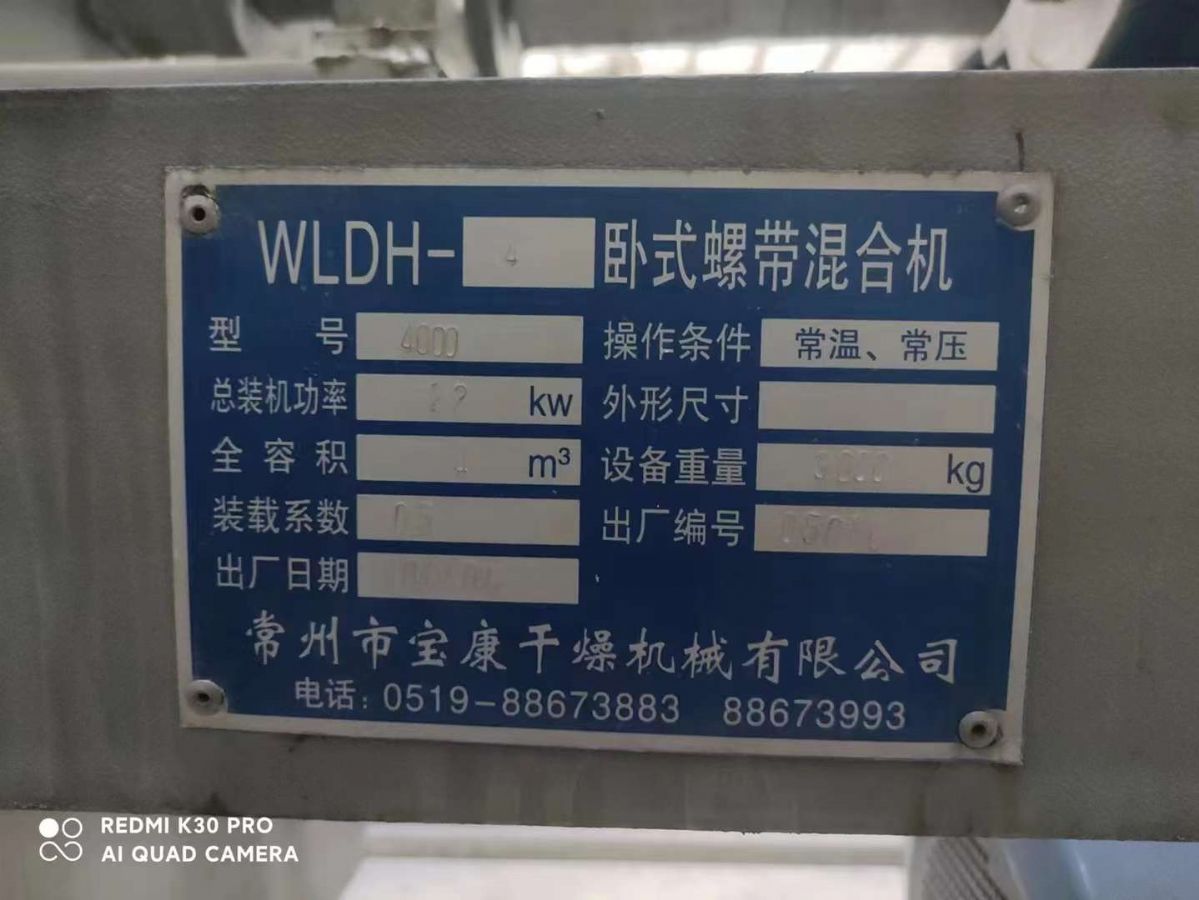 WLDH- 4 卧式螺带混合机
型 号 4000 操作条件 常温、常压
总装机功率 kw 外形尺寸
全容积 m³ 设备重量 3000 kg
装载系数 0.5 出厂编号
出厂日期
常州市宝康干燥机械有限公司
电话：0519-88673883 88673993
REDMI K30 PRO
AI QUAD CAMERA